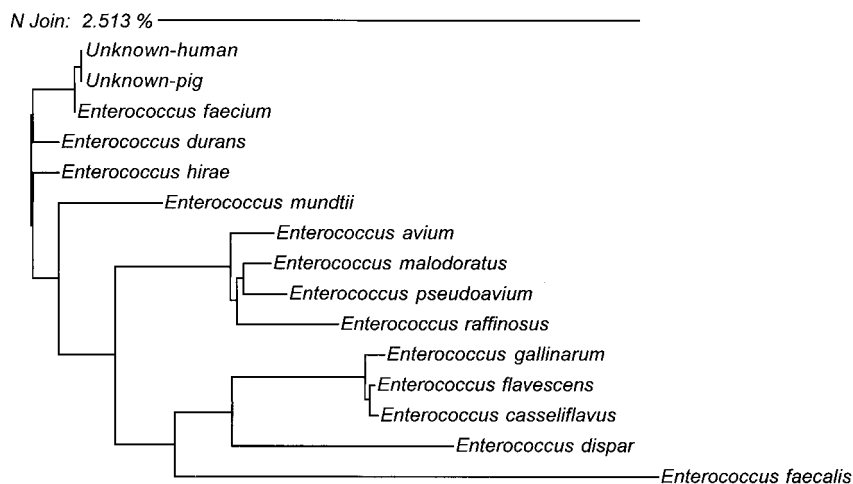 N Join: 2.513 %
Unknown-human
Unknown-pig
Enterococcus faecium
Enterococcus durans
Enterococcus hirae
Enterococcus mundtii
Enterococcus avium
Enterococcus malodoratus
Enterococcus pseudoavium
Enterococcus raffinosus
Enterococcus gallinarum
Enterococcus flavescens
Enterococcus casseliflavus
Enterococcus dispar
Enterococcus faecalis